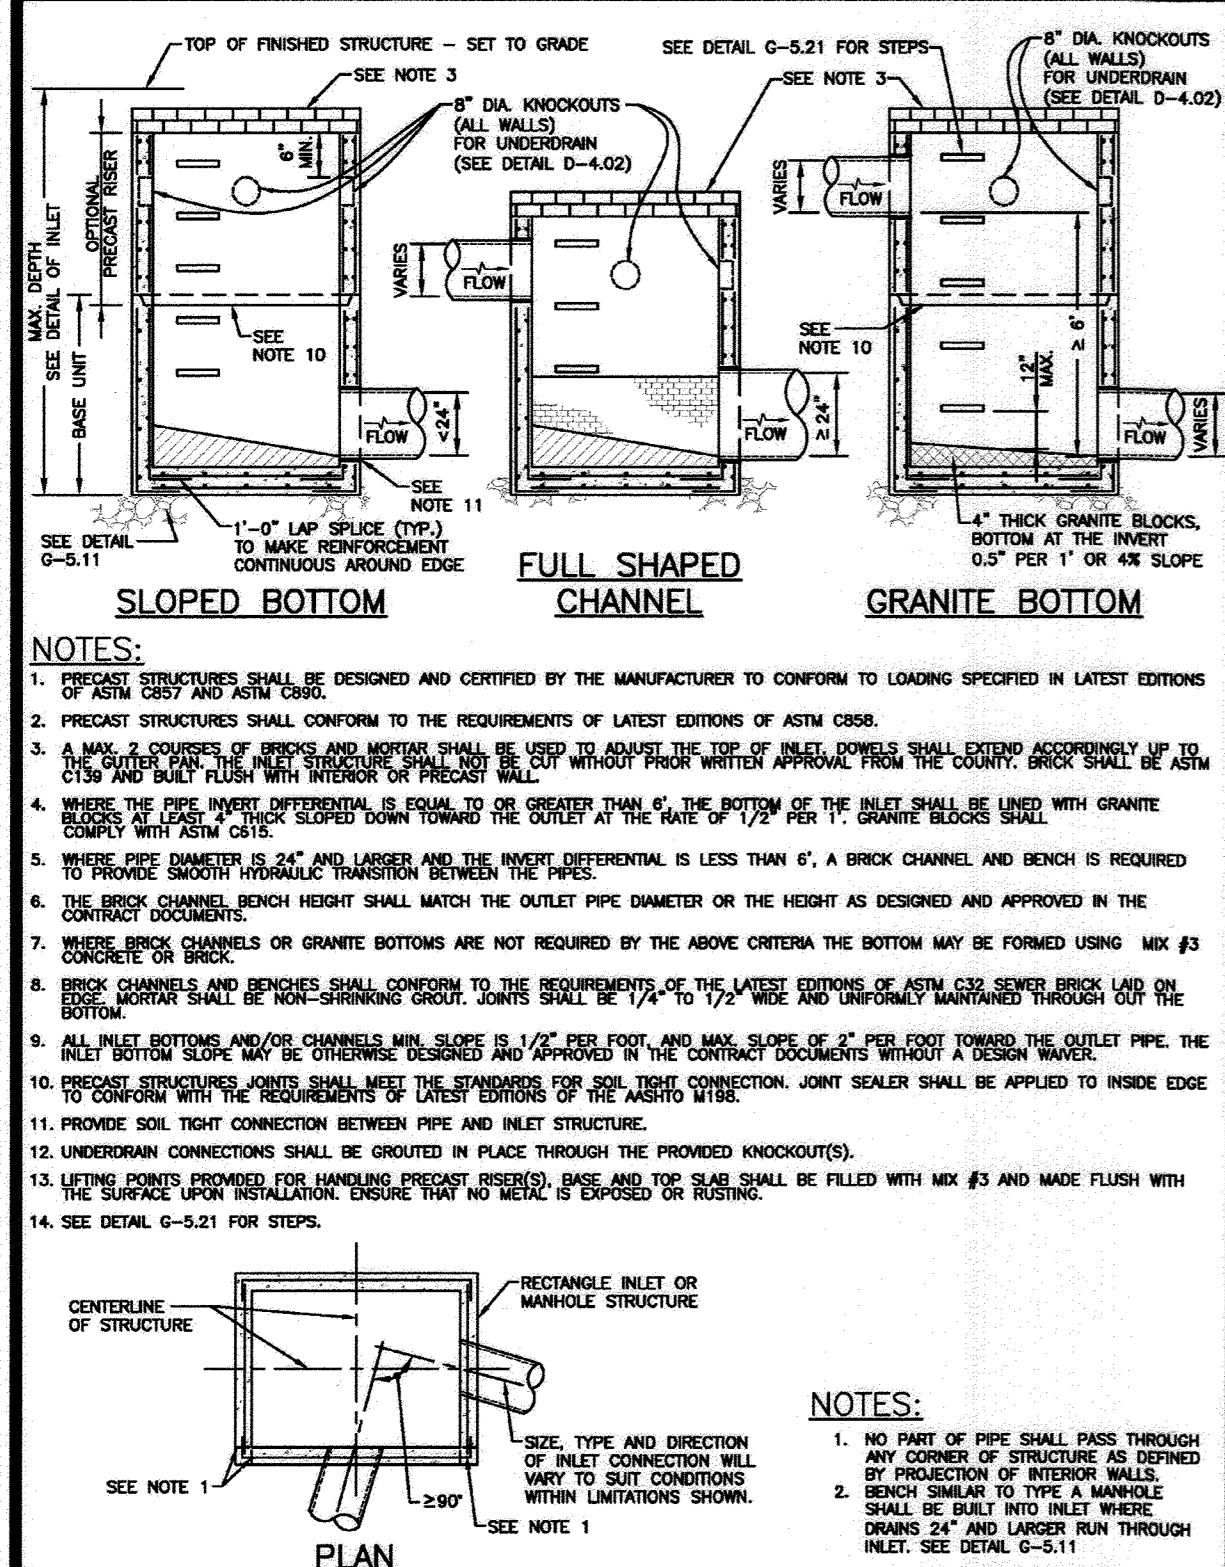 TOP OF FINISHED STRUCTURE – SET TO GRADE
SEE NOTE 3
8" DIA. KNOCKOUTS
(ALL WALLS)
FOR UNDERDRAIN
(SEE DETAIL D-4.02)
SEE DETAIL G-5.21 FOR STEPS
SEE NOTE 3
8" DIA. KNOCKOUTS
(ALL WALLS)
FOR UNDERDRAIN
(SEE DETAIL D-4.02)
MAX. DEPTH
SEE DETAIL OF INLET
OPTIONAL
PRECAST RISER
BASE UNIT
6"
MIN.
SEE
NOTE 10
FLOW
<24"
SEE
NOTE 11
1'-0" LAP SPLICE (TYP.)
TO MAKE REINFORCEMENT
CONTINUOUS AROUND EDGE
SEE DETAIL
G-5.11
SLOPED BOTTOM
VARIES
FLOW
FLOW
≥24"
FULL SHAPED
CHANNEL
VARIES
FLOW
SEE
NOTE 10
≥ 6'
12"
MAX.
FLOW
VARIES
4" THICK GRANITE BLOCKS,
BOTTOM AT THE INVERT
0.5" PER 1' OR 4% SLOPE
GRANITE BOTTOM
NOTES:
1. PRECAST STRUCTURES SHALL BE DESIGNED AND CERTIFIED BY THE MANUFACTURER TO CONFORM TO LOADING SPECIFIED IN LATEST EDITIONS
OF ASTM C857 AND ASTM C890.
2. PRECAST STRUCTURES SHALL CONFORM TO THE REQUIREMENTS OF LATEST EDITIONS OF ASTM C858.
3. A MAX. 2 COURSES OF BRICKS AND MORTAR SHALL BE USED TO ADJUST THE TOP OF INLET. DOWELS SHALL EXTEND ACCORDINGLY UP TO
THE GUTTER PAN. THE INLET STRUCTURE SHALL NOT BE CUT WITHOUT PRIOR WRITTEN APPROVAL FROM THE COUNTY. BRICK SHALL BE ASTM
C139 AND BUILT FLUSH WITH INTERIOR OR PRECAST WALL.
4. WHERE THE PIPE INVERT DIFFERENTIAL IS EQUAL TO OR GREATER THAN 6', THE BOTTOM OF THE INLET SHALL BE LINED WITH GRANITE
BLOCKS AT LEAST 4" THICK SLOPED DOWN TOWARD THE OUTLET AT THE RATE OF 1/2" PER 1'. GRANITE BLOCKS SHALL
COMPLY WITH ASTM C615.
5. WHERE PIPE DIAMETER IS 24" AND LARGER AND THE INVERT DIFFERENTIAL IS LESS THAN 6', A BRICK CHANNEL AND BENCH IS REQUIRED
TO PROVIDE SMOOTH HYDRAULIC TRANSITION BETWEEN THE PIPES.
6. THE BRICK CHANNEL BENCH HEIGHT SHALL MATCH THE OUTLET PIPE DIAMETER OR THE HEIGHT AS DESIGNED AND APPROVED IN THE
CONTRACT DOCUMENTS.
7. WHERE BRICK CHANNELS OR GRANITE BOTTOMS ARE NOT REQUIRED BY THE ABOVE CRITERIA THE BOTTOM MAY BE FORMED USING MIX #3
CONCRETE OR BRICK.
8. BRICK CHANNELS AND BENCHES SHALL CONFORM TO THE REQUIREMENTS OF THE LATEST EDITIONS OF ASTM C32 SEWER BRICK LAID ON
EDGE. MORTAR SHALL BE NON-SHRINKING GROUT. JOINTS SHALL BE 1/4" TO 1/2" WIDE AND UNIFORMLY MAINTAINED THROUGH OUT THE
BOTTOM.
9. ALL INLET BOTTOMS AND/OR CHANNELS MIN. SLOPE IS 1/2" PER FOOT, AND MAX. SLOPE OF 2" PER FOOT TOWARD THE OUTLET PIPE. THE
INLET BOTTOM SLOPE MAY BE OTHERWISE DESIGNED AND APPROVED IN THE CONTRACT DOCUMENTS WITHOUT A DESIGN WAIVER.
10. PRECAST STRUCTURES JOINTS SHALL MEET THE STANDARDS FOR SOIL TIGHT CONNECTION. JOINT SEALER SHALL BE APPLIED TO INSIDE EDGE
TO CONFORM WITH THE REQUIREMENTS OF LATEST EDITIONS OF THE AASHTO M198.
11. PROVIDE SOIL TIGHT CONNECTION BETWEEN PIPE AND INLET STRUCTURE.
12. UNDERDRAIN CONNECTIONS SHALL BE GROUTED IN PLACE THROUGH THE PROVIDED KNOCKOUT(S).
13. LIFTING POINTS PROVIDED FOR HANDLING PRECAST RISER(S), BASE AND TOP SLAB SHALL BE FILLED WITH MIX #3 AND MADE FLUSH WITH
THE SURFACE UPON INSTALLATION. ENSURE THAT NO METAL IS EXPOSED OR RUSTING.
14. SEE DETAIL G-5.21 FOR STEPS.
CENTERLINE
OF STRUCTURE
RECTANGLE INLET OR
MANHOLE STRUCTURE
SIZE, TYPE AND DIRECTION
OF INLET CONNECTION WILL
VARY TO SUIT CONDITIONS
WITHIN LIMITATIONS SHOWN.
SEE NOTE 1
≥90°
SEE NOTE 1
PLAN
NOTES:
1. NO PART OF PIPE SHALL PASS THROUGH
ANY CORNER OF STRUCTURE AS DEFINED
BY PROJECTION OF INTERIOR WALLS.
2. BENCH SIMILAR TO TYPE A MANHOLE
SHALL BE BUILT INTO INLET WHERE
DRAINS 24" AND LARGER RUN THROUGH
INLET. SEE DETAIL G-5.11